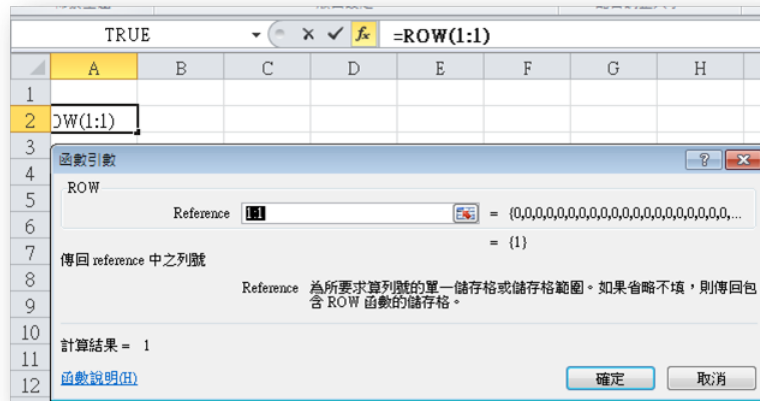 TRUE
=ROW(1:1)
A B C D E F G H
1
2 OW(1:1)
3
函數引數
4
ROW
5
Reference 1:1 = {0,0,0,0,0,0,0,0,0,0,0,0,0,0,0,0,0,0,0,0,...
6
= {1}
7
傳回 reference 中之列號
8
Reference 為所要求算列號的單一儲存格或儲存格範圍。如果省略不填，則傳回包
9
含 ROW 函數的儲存格。
10
計算結果 = 1
11
函數說明(H) 確定 取消
12